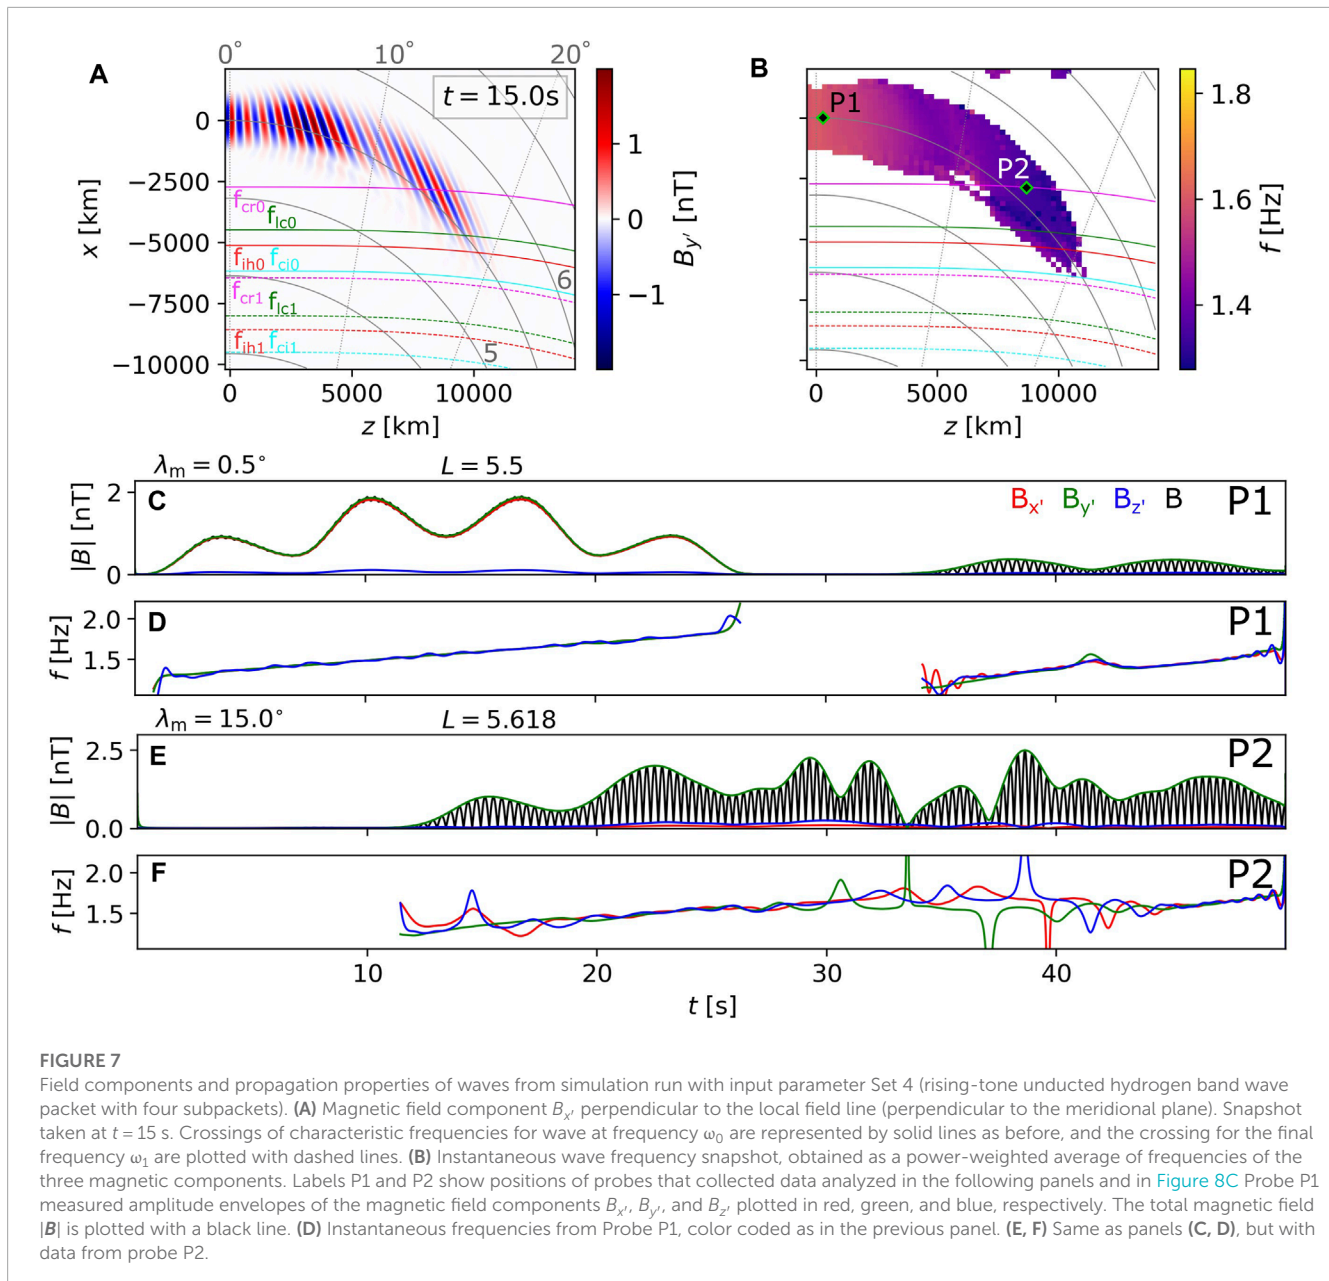 0° 10° 20°
A
t = 15.0s
0
−2500
−5000
−7500
−10000
x [km]
f_cr0
f_lc0
f_ih0 f_ci0
f_cr1
f_lc1
f_ih1 f_ci1
6
5
0 5000 10000
z [km]
1
0
−1
B_y' [nT]
B
P1
P2
0 5000 10000
z [km]
1.8
1.6
1.4
f [Hz]
λ_m = 0.5° L = 5.5
C
2
0
|B| [nT]
B_x' B_y' B_z' B
P1
D
2.0
1.5
f [Hz]
P1
λ_m = 15.0° L = 5.618
E
2.5
0.0
|B| [nT]
P2
F
2.0
1.5
f [Hz]
P2
10 20 30 40
t [s]
FIGURE 7
Field components and propagation properties of waves from simulation run with input parameter Set 4 (rising-tone unducted hydrogen band wave
packet with four subpackets). (A) Magnetic field component B_x' perpendicular to the local field line (perpendicular to the meridional plane). Snapshot
taken at t = 15 s. Crossings of characteristic frequencies for wave at frequency ω_0 are represented by solid lines as before, and the crossing for the final
frequency ω_1 are plotted with dashed lines. (B) Instantaneous wave frequency snapshot, obtained as a power-weighted average of frequencies of the
three magnetic components. Labels P1 and P2 show positions of probes that collected data analyzed in the following panels and in Figure 8C Probe P1
measured amplitude envelopes of the magnetic field components B_x', B_y', and B_z' plotted in red, green, and blue, respectively. The total magnetic field
|B| is plotted with a black line. (D) Instantaneous frequencies from Probe P1, color coded as in the previous panel. (E, F) Same as panels (C, D), but with
data from probe P2.